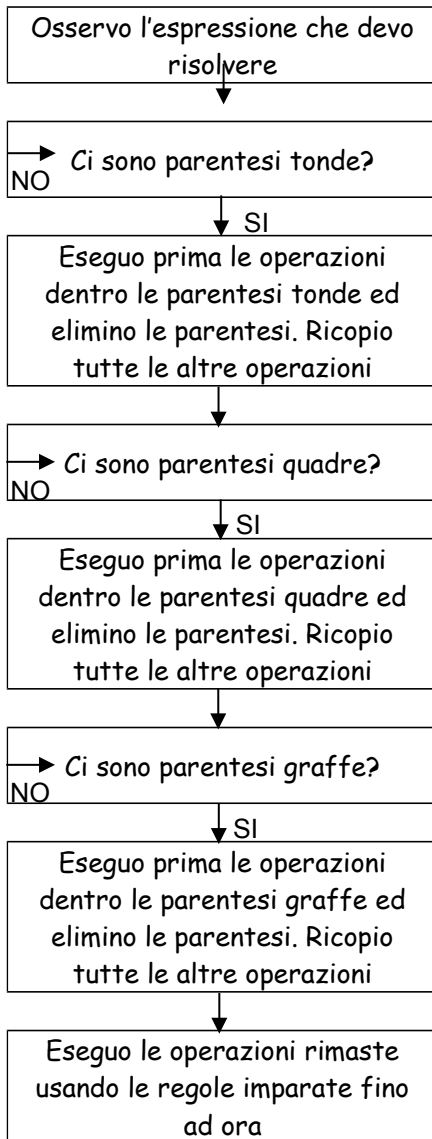 Osservo l'espressione che devo
risolvere
Ci sono parentesi tonde?
NO
SI
Eseguo prima le operazioni
dentro le parentesi tonde ed
elimino le parentesi. Ricopio
tutte le altre operazioni
Ci sono parentesi quadre?
NO
SI
Eseguo prima le operazioni
dentro le parentesi quadre ed
elimino le parentesi. Ricopio
tutte le altre operazioni
Ci sono parentesi graffe?
NO
SI
Eseguo prima le operazioni
dentro le parentesi graffe ed
elimino le parentesi. Ricopio
tutte le altre operazioni
Eseguo le operazioni rimaste
usando le regole imparate fino
ad ora